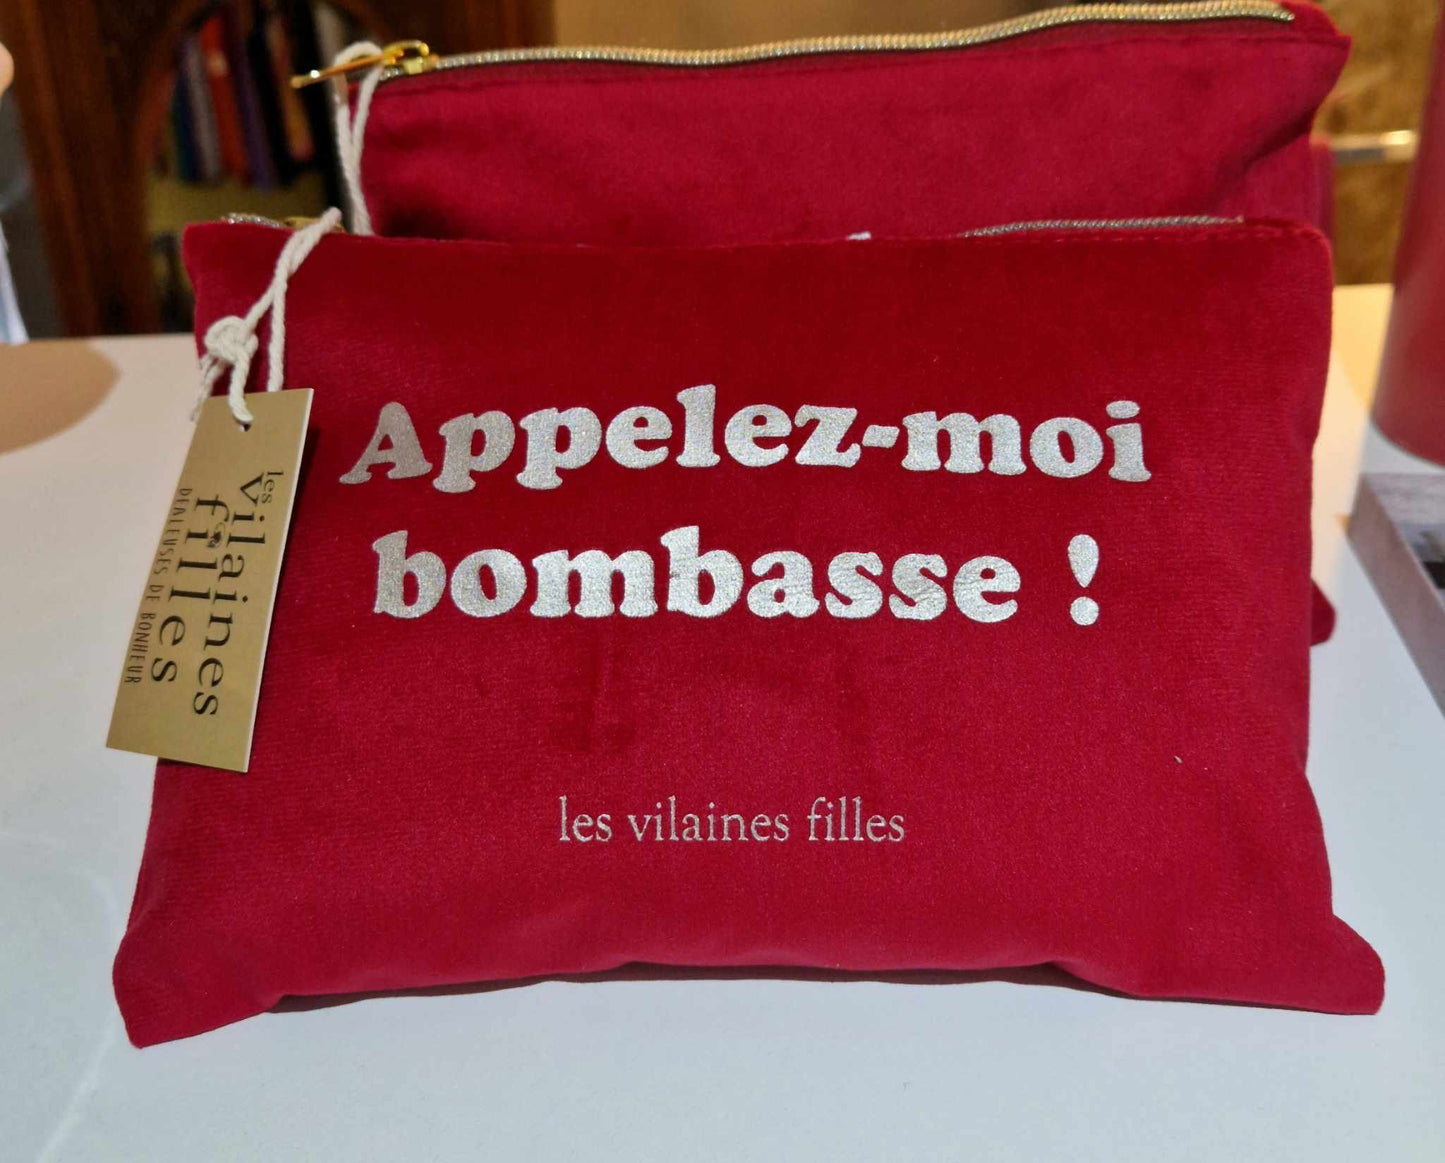 Appelez-moi
bombasse !
les vilaines filles
les
vilaines
filles
DEALEUSES DE BONHEUR